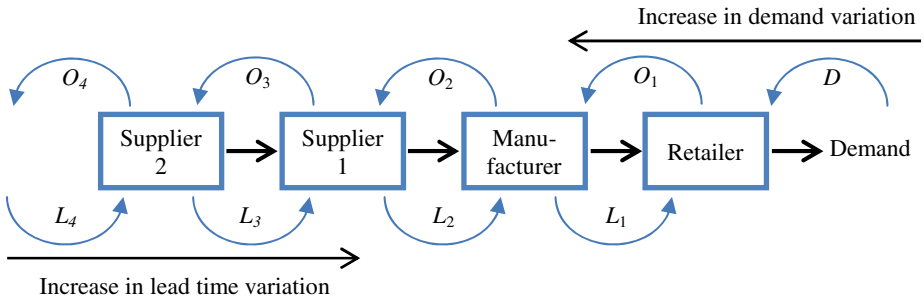 Increase in demand variation
O4
O3
O2
O1
D
Supplier
2
Supplier
1
Manu-
facturer
Retailer
Demand
L4
L3
L2
L1
Increase in lead time variation